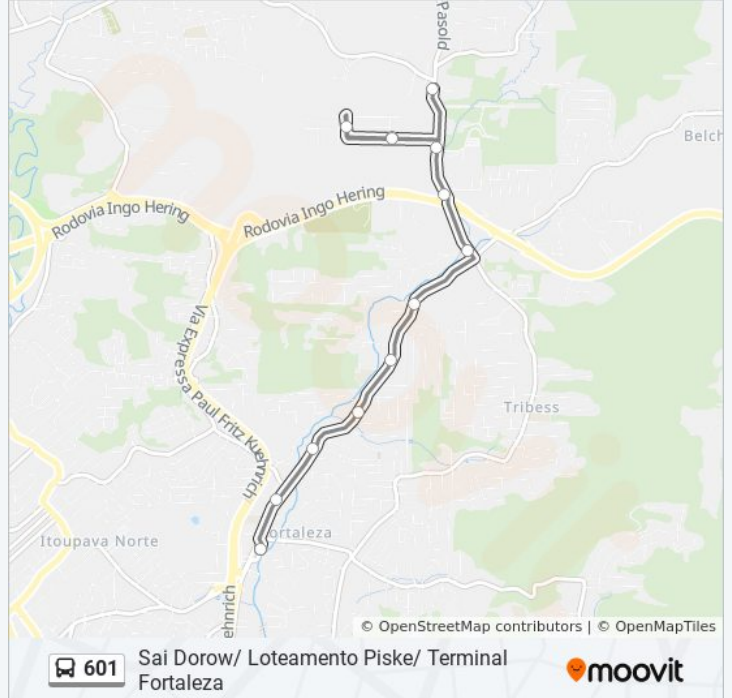 Pasold
Belch
Rodovia Ingo Hering
Rodovia Ingo Hering
Via Expressa Paul Fritz Kuehnrich
Tribess
ortaleza
Itoupava Norte
ehnrich
© OpenStreetMap contributors | © OpenMapTiles
601
Sai Dorow/ Loteamento Piske/ Terminal
Fortaleza
moovit